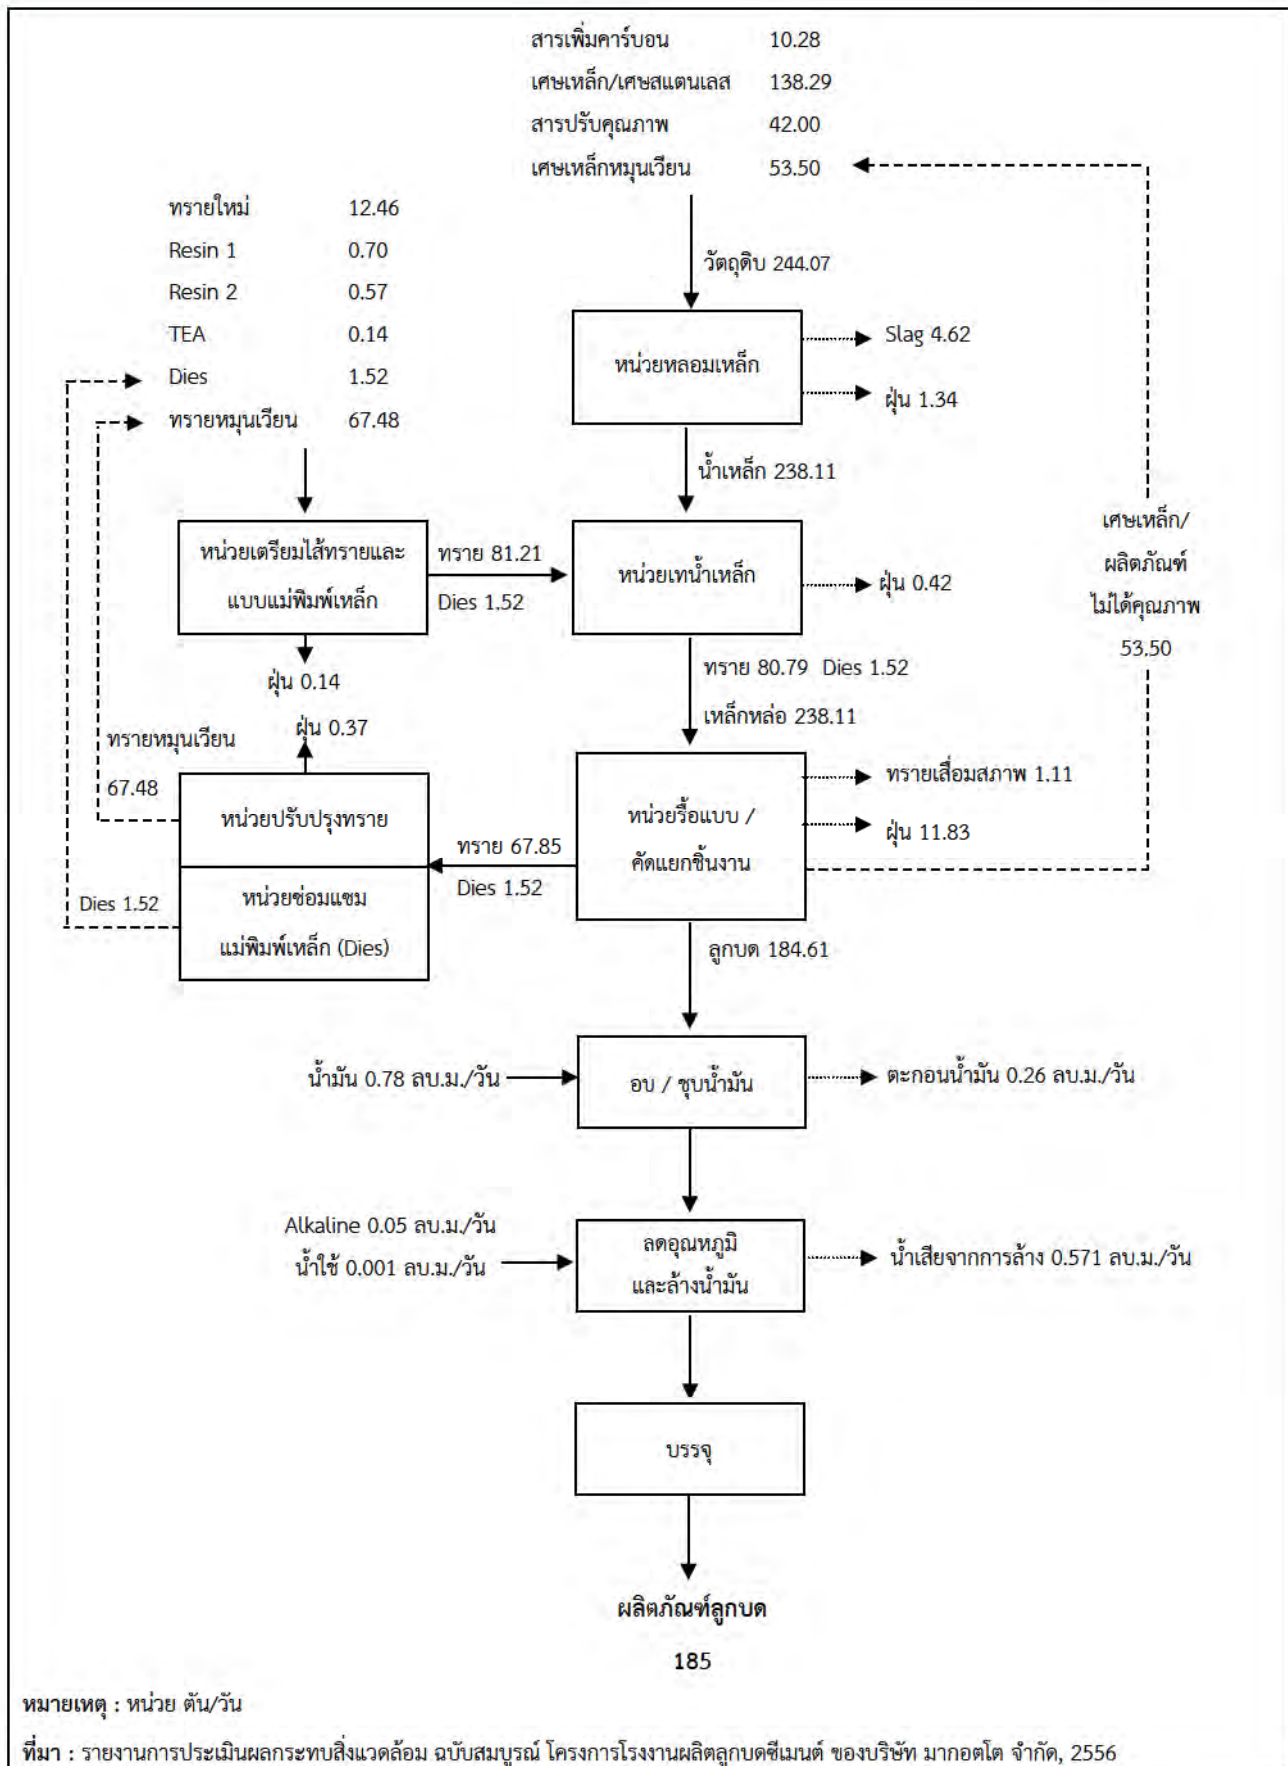 สารเพิ่มคาร์บอน 10.28
เศษเหล็ก/เศษสแตนเลส 138.29
สารปรับคุณภาพ 42.00
เศษเหล็กหมุนเวียน 53.50
ทรายใหม่ 12.46
Resin 1 0.70
Resin 2 0.57
TEA 0.14
Dies 1.52
ทรายหมุนเวียน 67.48
วัตถุดิบ 244.07
หน่วยหลอมเหล็ก
Slag 4.62
ฝุ่น 1.34
น้ำเหล็ก 238.11
หน่วยเตรียมไส้ทรายและ
แบบแม่พิมพ์เหล็ก
ทราย 81.21
Dies 1.52
หน่วยเทน้ำเหล็ก
ฝุ่น 0.42
เศษเหล็ก/
ผลิตภัณฑ์
ไม่ได้คุณภาพ
53.50
ฝุ่น 0.14
ทราย 80.79 Dies 1.52
เหล็กหล่อ 238.11
ฝุ่น 0.37
ทรายหมุนเวียน
67.48
หน่วยปรับปรุงทราย
หน่วยซ่อมแซม
แม่พิมพ์เหล็ก (Dies)
Dies 1.52
ทราย 67.85
Dies 1.52
หน่วยรื้อแบบ /
คัดแยกชิ้นงาน
ทรายเสื่อมสภาพ 1.11
ฝุ่น 11.83
ลูกบด 184.61
น้ำมัน 0.78 ลบ.ม./วัน
อบ / ชุบน้ำมัน
ตะกอนน้ำมัน 0.26 ลบ.ม./วัน
Alkaline 0.05 ลบ.ม./วัน
น้ำใช้ 0.001 ลบ.ม./วัน
ลดอุณหภูมิ
และล้างน้ำมัน
น้ำเสียจากการล้าง 0.571 ลบ.ม./วัน
บรรจุ
ผลิตภัณฑ์ลูกบด
185
หมายเหตุ : หน่วย ตัน/วัน
ที่มา : รายงานการประเมินผลกระทบสิ่งแวดล้อม ฉบับสมบูรณ์ โครงการโรงงานผลิตลูกบดซีเมนต์ ของบริษัท มากอตโต จำกัด, 2556